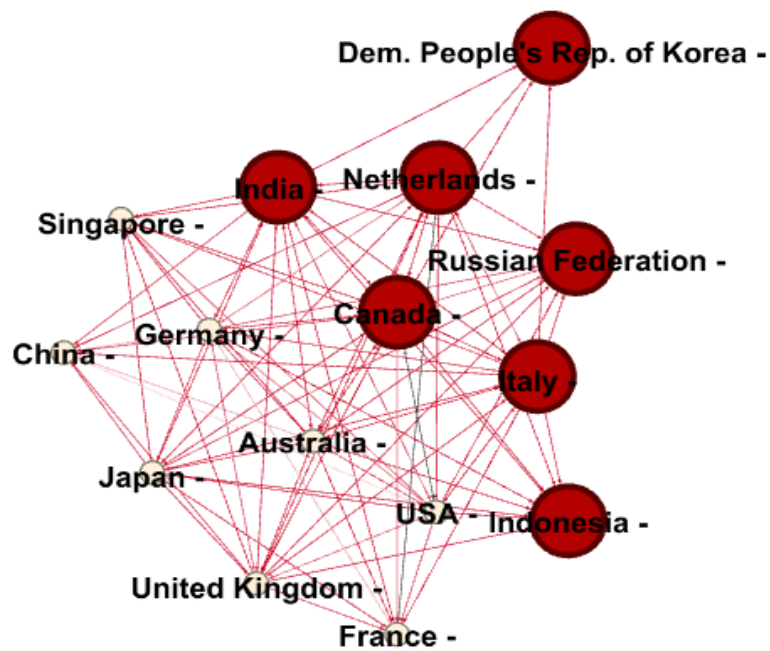 Dem. People's Rep. of Korea -
India -
Netherlands -
Singapore -
Russian Federation -
Canada -
Germany -
China -
Italy -
Australia -
Japan -
USA -
Indonesia -
United Kingdom -
France -